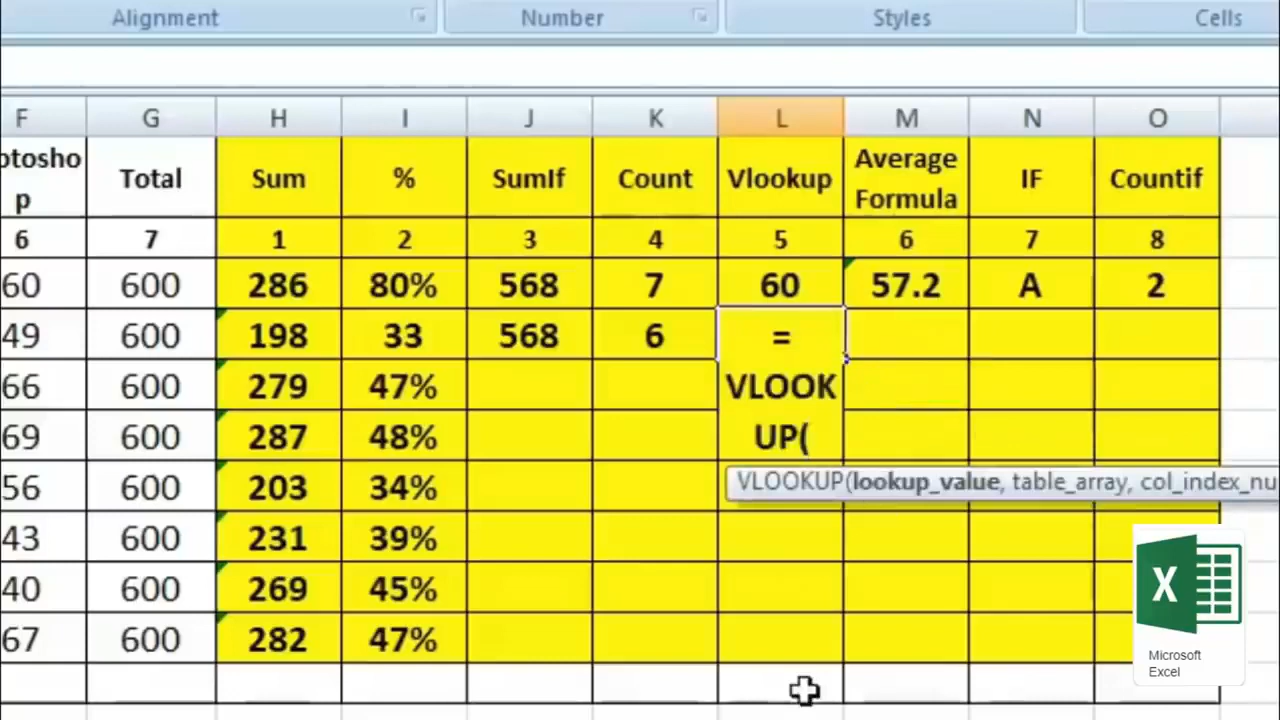 Alignment Number Styles Cells
F G H I J K L M N O
otosho
p Total Sum % SumIf Count Vlookup Average
Formula IF Countif
6 7 1 2 3 4 5 6 7 8
60 600 286 80% 568 7 60 57.2 A 2
49 600 198 33 568 6 =
66 600 279 47% VLOOK
69 600 287 48% UP(
VLOOKUP(lookup_value, table_array, col_index_nu
56 600 203 34%
43 600 231 39%
40 600 269 45%
67 600 282 47%
X
Microsoft
Excel